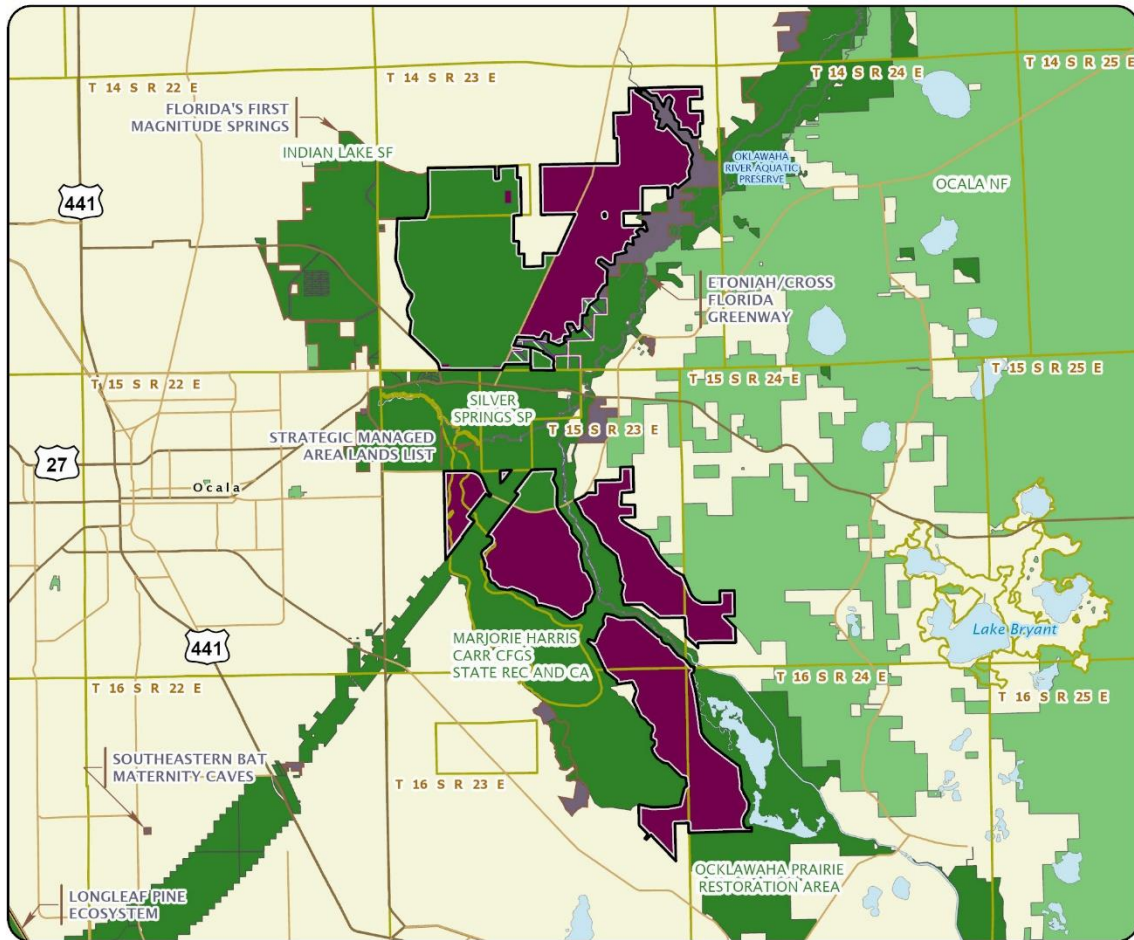 T 14 S R 22 E
T 14 S R 23 E
T 14 S R 24 E
T 14 S R 25 E
FLORIDA'S FIRST
MAGNITUDE SPRINGS
INDIAN LAKE SF
OKLAWAHA
RIVER AQUATIC
PRESERVE
OCALA NF
441
ETONIAH/CROSS
FLORIDA
GREENWAY
T 15 S R 22 E
T 15 S R 24 E
T 15 S R 25 E
SILVER
SPRINGS SP
T 15 S R 23 E
STRATEGIC MANAGED
AREA LANDS LIST
27
Ocala
Lake Bryant
441
MARJORIE HARRIS
CARR CFGS
STATE REC AND CA
T 16 S R 22 E
T 16 S R 24 E
T 16 S R 25 E
SOUTHEASTERN BAT
MATERNITY CAVES
T 16 S R 23 E
OCKLAWAHA PRAIRIE
RESTORATION AREA
LONGLEAF PINE
ECOSYSTEM